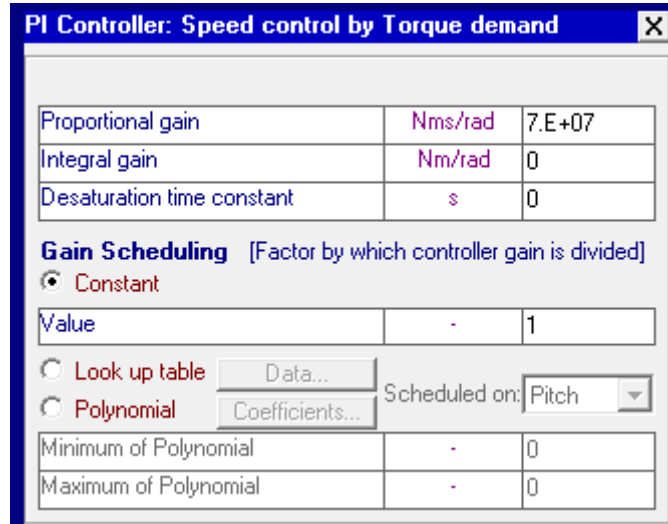 PI Controller: Speed control by Torque demand X
Proportional gain Nms/rad 7.E+07
Integral gain Nm/rad 0
Desaturation time constant s 0
Gain Scheduling [Factor by which controller gain is divided]
Constant
Value - 1
Look up table Data...
Scheduled on: Pitch
Polynomial Coefficients...
Minimum of Polynomial - 0
Maximum of Polynomial - 0